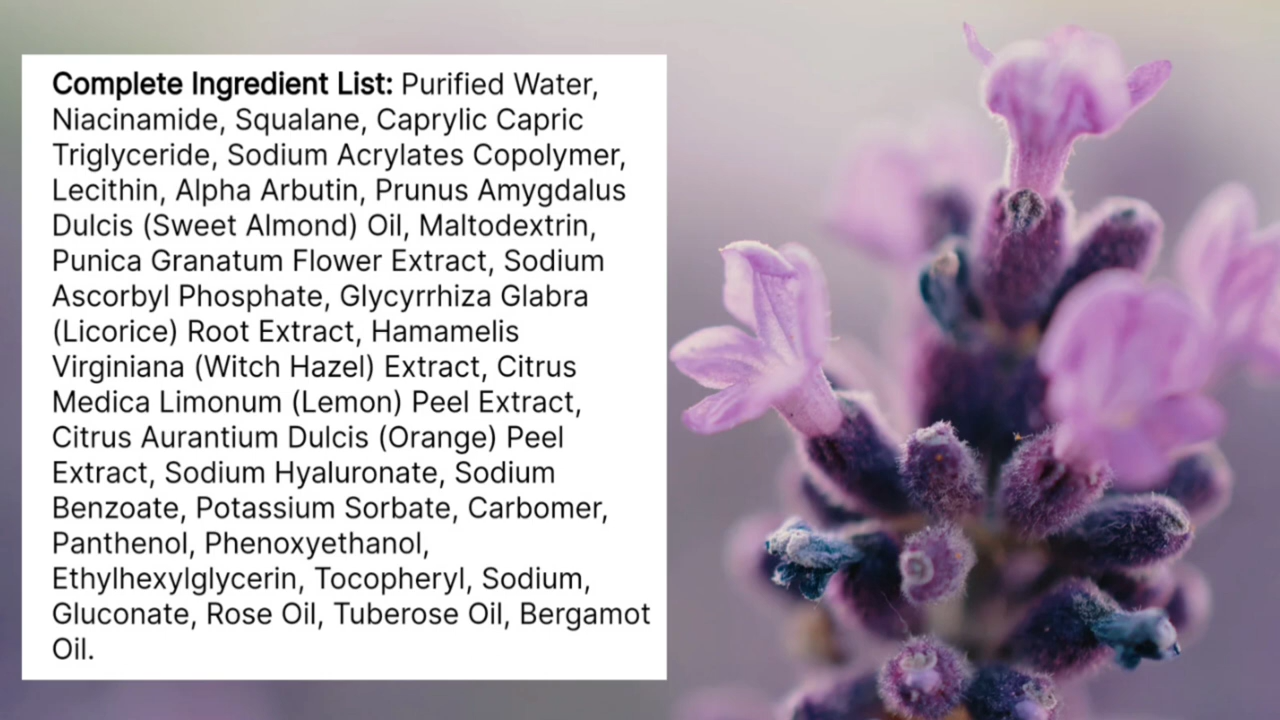 Complete Ingredient List: Purified Water,
Niacinamide, Squalane, Caprylic Capric
Triglyceride, Sodium Acrylates Copolymer,
Lecithin, Alpha Arbutin, Prunus Amygdalus
Dulcis (Sweet Almond) Oil, Maltodextrin,
Punica Granatum Flower Extract, Sodium
Ascorbyl Phosphate, Glycyrrhiza Glabra
(Licorice) Root Extract, Hamamelis
Virginiana (Witch Hazel) Extract, Citrus
Medica Limonum (Lemon) Peel Extract,
Citrus Aurantium Dulcis (Orange) Peel
Extract, Sodium Hyaluronate, Sodium
Benzoate, Potassium Sorbate, Carbomer,
Panthenol, Phenoxyethanol,
Ethylhexylglycerin, Tocopheryl, Sodium,
Gluconate, Rose Oil, Tuberose Oil, Bergamot
Oil.